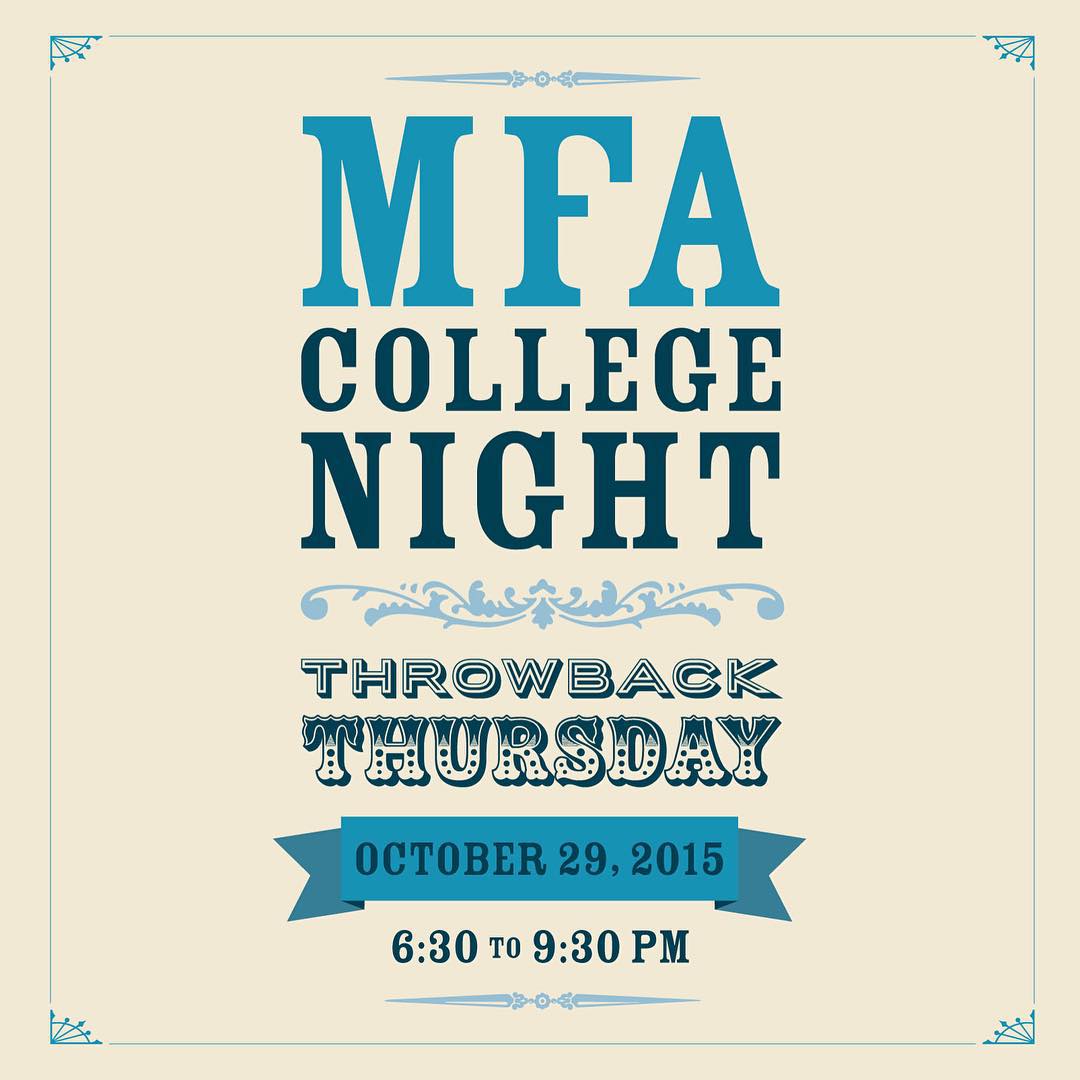 MFA
COLLEGE
NIGHT
THROWBACK
THURSDAY
OCTOBER 29, 2015
6:30 TO 9:30 PM